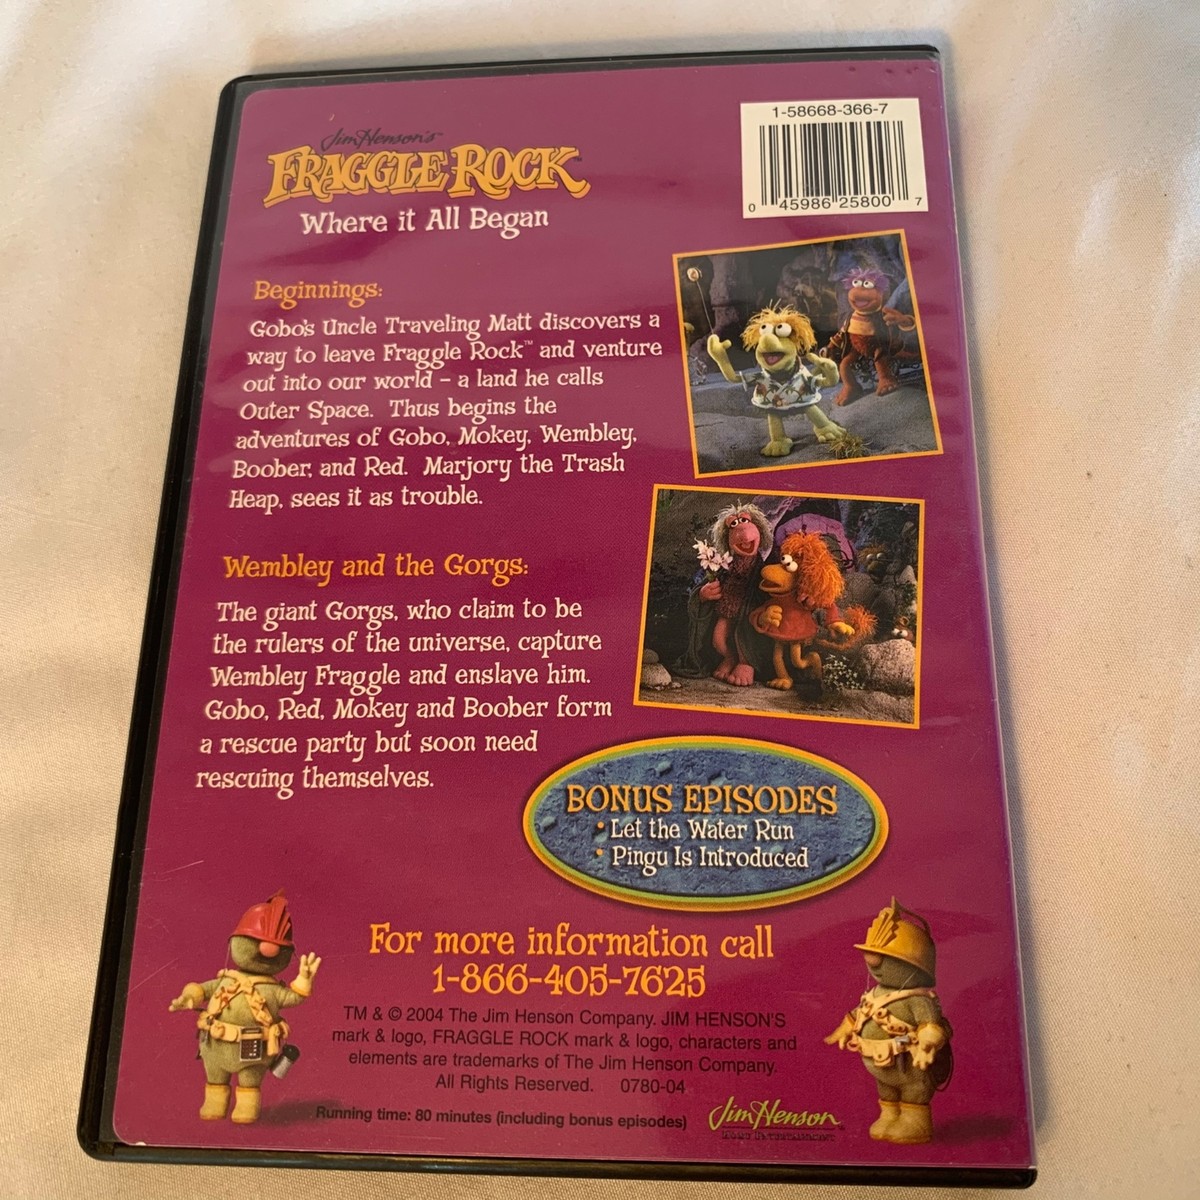 Jim Henson's
FRAGGLE ROCK
Where it All Began
1-58668-366-7
0 45986 25800 7
Beginnings:
Gobo's Uncle Traveling Matt discovers a
way to leave Fraggle Rock™ and venture
out into our world – a land he calls
Outer Space. Thus begins the
adventures of Gobo, Mokey, Wembley,
Boober, and Red. Marjory the Trash
Heap, sees it as trouble.
Wembley and the Gorgs:
The giant Gorgs, who claim to be
the rulers of the universe, capture
Wembley Fraggle and enslave him.
Gobo, Red, Mokey and Boober form
a rescue party but soon need
rescuing themselves.
BONUS EPISODES
• Let the Water Run
• Pingu Is Introduced
For more information call
1-866-405-7625
TM & © 2004 The Jim Henson Company. JIM HENSON'S
mark & logo, FRAGGLE ROCK mark & logo, characters and
elements are trademarks of The Jim Henson Company.
All Rights Reserved. 0780-04
Running time: 80 minutes (including bonus episodes)
Jim Henson
HOME ENTERTAINMENT